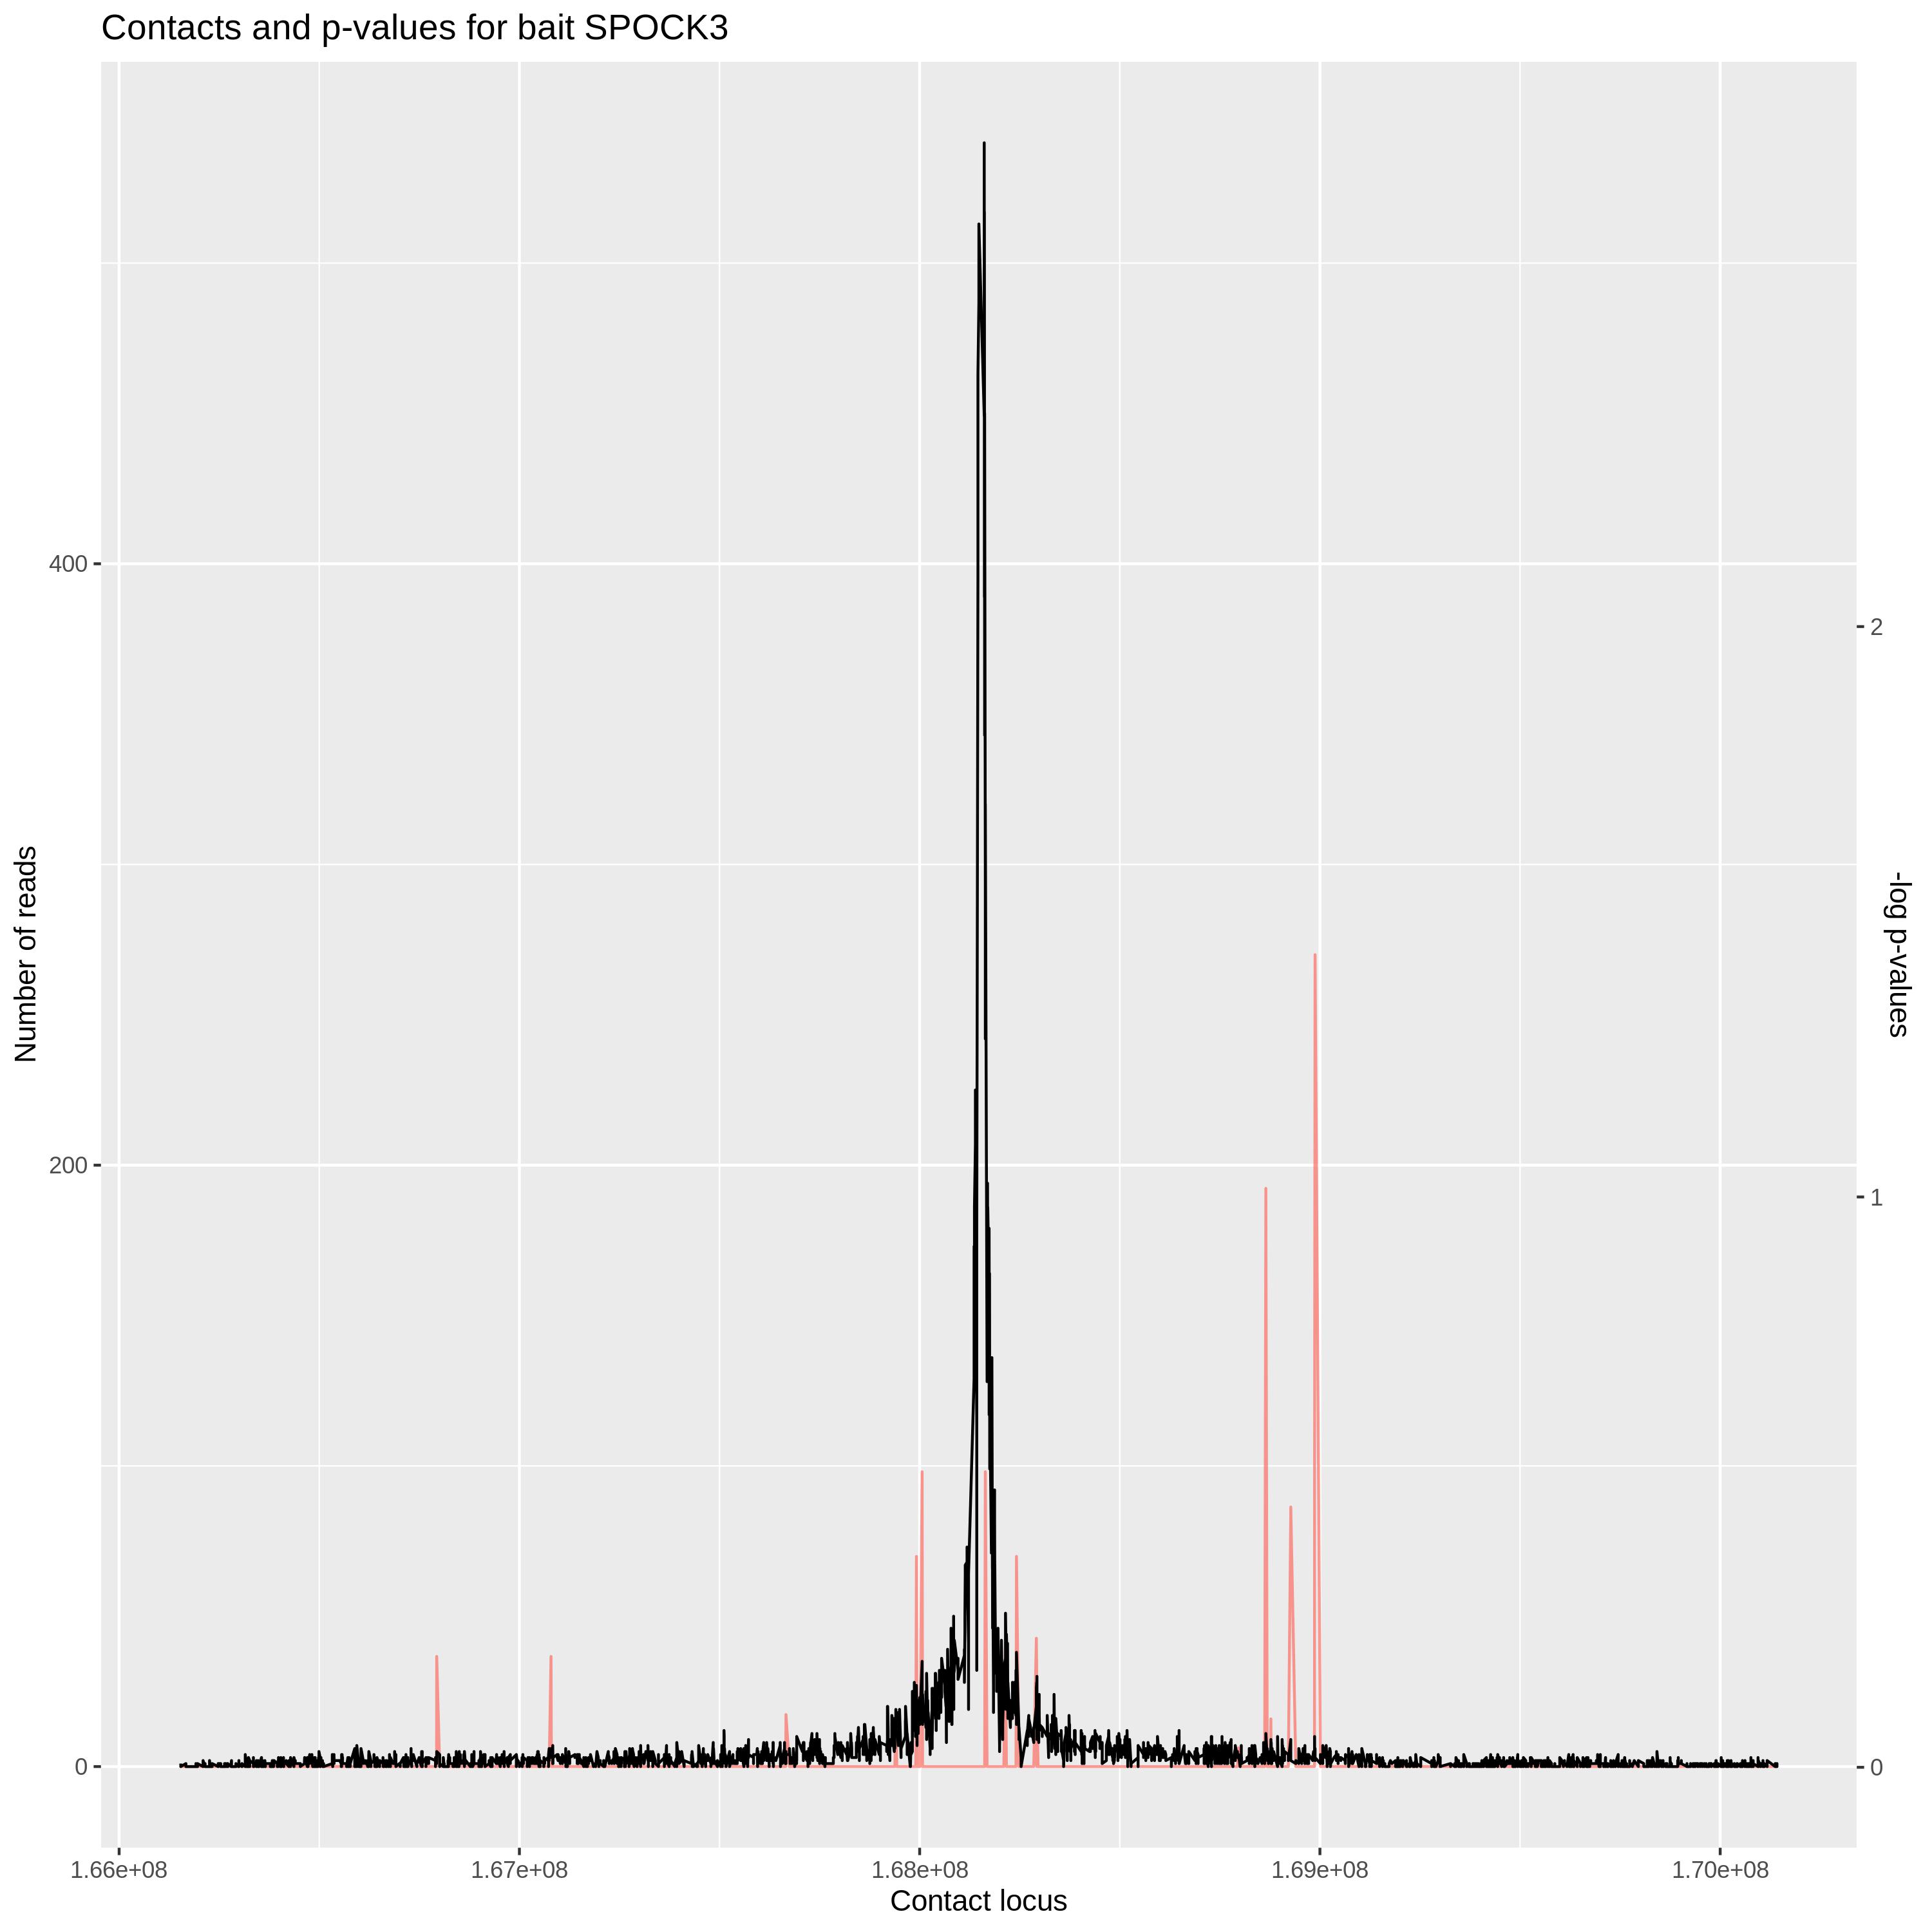 Contacts and p-values for bait SPOCK3
400
200
0
Number of reads
2
1
0
-log p-values
1.66e+08 1.67e+08 1.68e+08 1.69e+08 1.70e+08
Contact locus